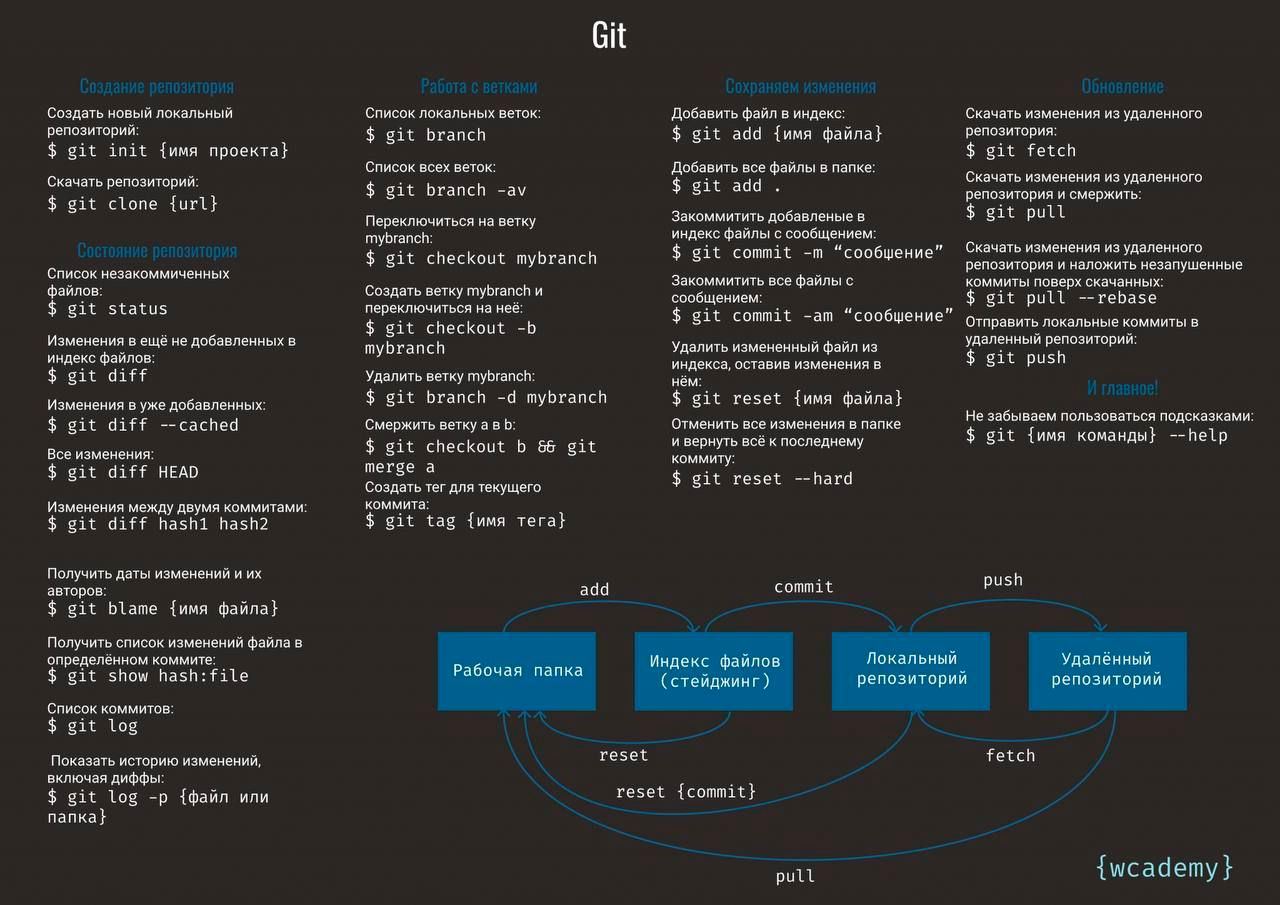 Git
Создание репозитория
Создать новый локальный
репозиторий:
$ git init {имя проекта}
Скачать репозиторий:
$ git clone {url}
Состояние репозитория
Список незакоммиченных
файлов:
$ git status
Изменения в ещё не добавленных в
индекс файлов:
$ git diff
Изменения в уже добавленных:
$ git diff --cached
Все изменения:
$ git diff HEAD
Изменения между двумя коммитами:
$ git diff hash1 hash2
Получить даты изменений и их
авторов:
$ git blame {имя файла}
Получить список изменений файла в
определённом коммите:
$ git show hash:file
Список коммитов:
$ git log
Показать историю изменений,
включая диффы:
$ git log -p {файл или
папка}
Работа с ветками
Список локальных веток:
$ git branch
Список всех веток:
$ git branch -av
Переключиться на ветку
mybranch:
$ git checkout mybranch
Создать ветку mybranch и
переключиться на неё:
$ git checkout -b
mybranch
Удалить ветку mybranch:
$ git branch -d mybranch
Смержить ветку a в b:
$ git checkout b && git
merge a
Создать тег для текущего
коммита:
$ git tag {имя тега}
Сохраняем изменения
Добавить файл в индекс:
$ git add {имя файла}
Добавить все файлы в папке:
$ git add .
Закоммитить добавленые в
индекс файлы с сообщением:
$ git commit -m “сообщение”
Закоммитить все файлы с
сообщением:
$ git commit -am “сообщение”
Удалить измененный файл из
индекса, оставив изменения в
нём:
$ git reset {имя файла}
Отменить все изменения в папке
и вернуть всё к последнему
коммиту:
$ git reset --hard
Обновление
Скачать изменения из удаленного
репозитория:
$ git fetch
Скачать изменения из удаленного
репозитория и смержить:
$ git pull
Скачать изменения из удаленного
репозитория и наложить незапушенные
коммиты поверх скачанных:
$ git pull --rebase
Отправить локальные коммиты в
удаленный репозиторий:
$ git push
И главное!
Не забываем пользоваться подсказками:
$ git {имя команды} --help
add
commit
push
Рабочая папка
Индекс файлов
(стейджинг)
Локальный
репозиторий
Удалённый
репозиторий
reset
fetch
reset {commit}
pull
{wcademy}